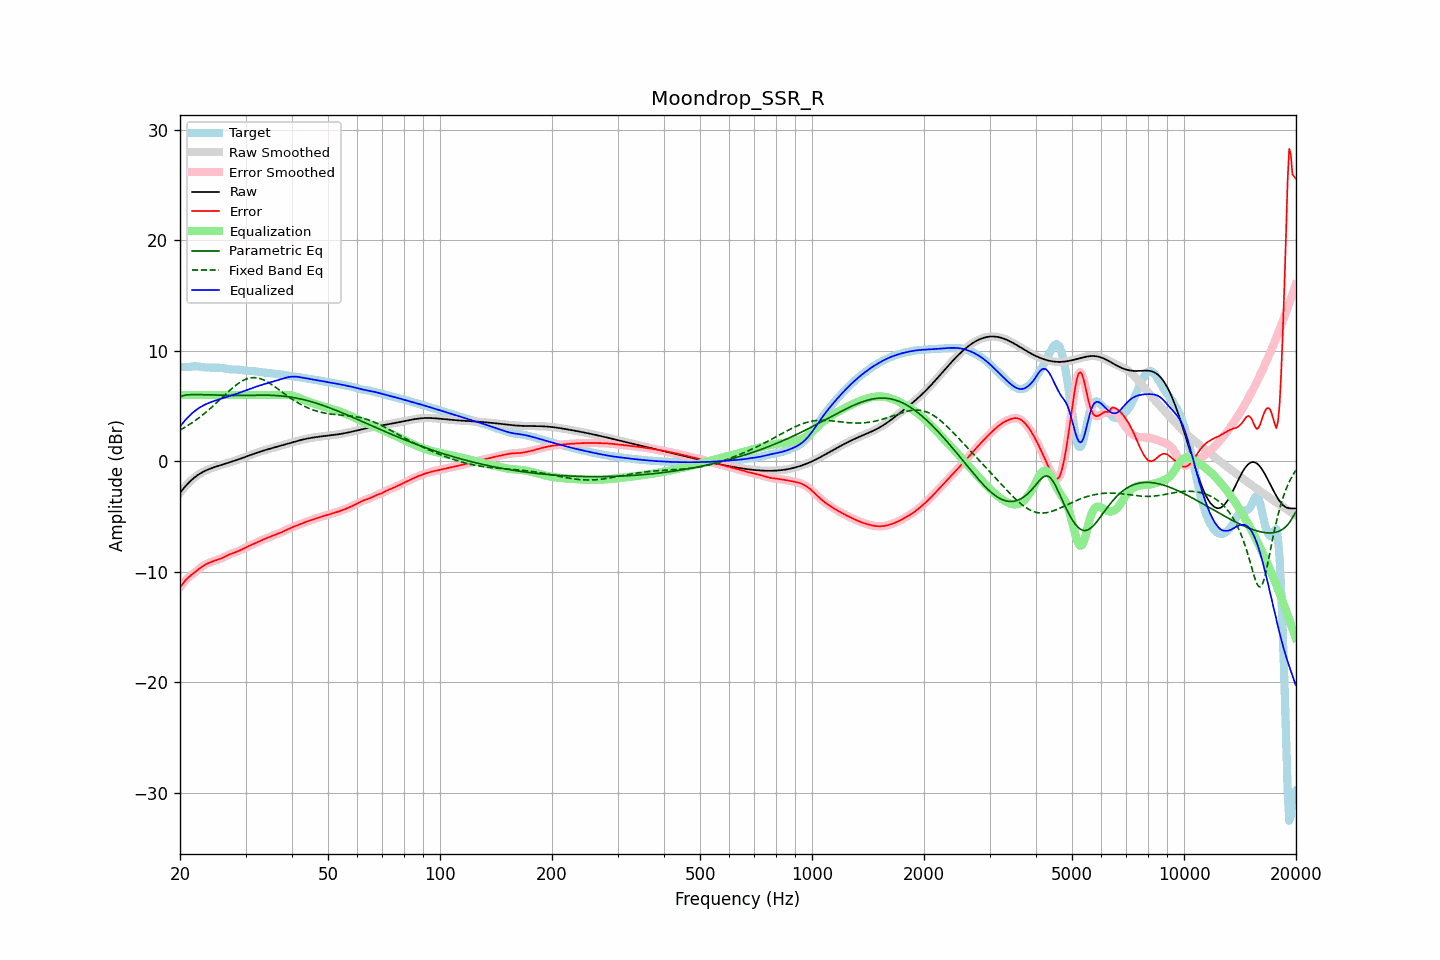 Moondrop_SSR_R
Target
Raw Smoothed
Error Smoothed
Raw
Error
Equalization
Parametric Eq
Fixed Band Eq
Equalized
Amplitude (dBr)
30
20
10
0
−10
−20
−30
20
50
100
200
500
1000
2000
5000
10000
20000
Frequency (Hz)